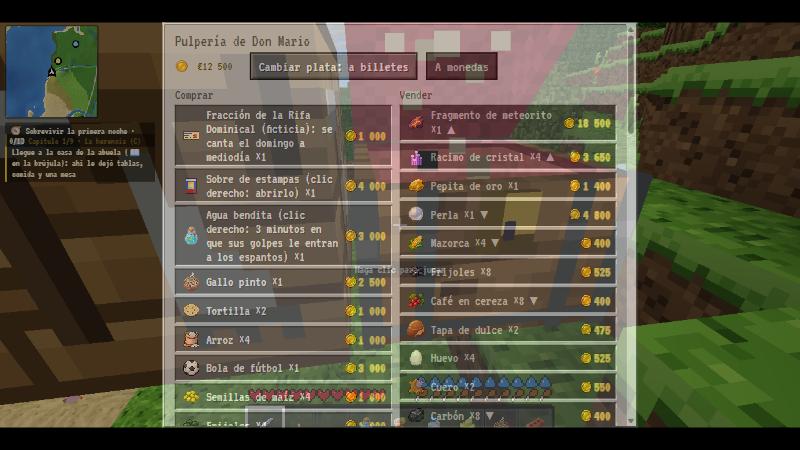 Pulpería de Don Mario
₡12 500
Cambiar plata: a billetes
A monedas
Comprar
Vender
Fracción de la Rifa
Dominical (ficticia): se
canta el domingo a
mediodía x1
1 000
Sobre de estampas (clic
derecho: abrirlo) x1
4 000
Agua bendita (clic
derecho: 3 minutos en
que sus golpes le entran
a los espantos) x1
3 000
Gallo pinto x1
2 500
Tortilla x2
1 000
Arroz x4
1 000
Bola de fútbol x1
3 000
Semillas de maíz x4
Fragmento de meteorito
x1 ▲
18 500
Racimo de cristal x4 ▲
3 650
Pepita de oro x1
1 400
Perla x1 ▼
4 800
Mazorca x4 ▼
400
Frijoles x8
525
Café en cereza x8 ▼
400
Tapa de dulce x2
475
Huevo x4
525
Cuero x2
550
Carbón x8 ▼
400
Sobrevivir la primera noche ·
0/10 Capítulo 1/9 · La herencia (C)
Llegue a la casa de la abuela (
en la brújula): ahí le dejó tablas,
comida y una mesa
Haga clic para